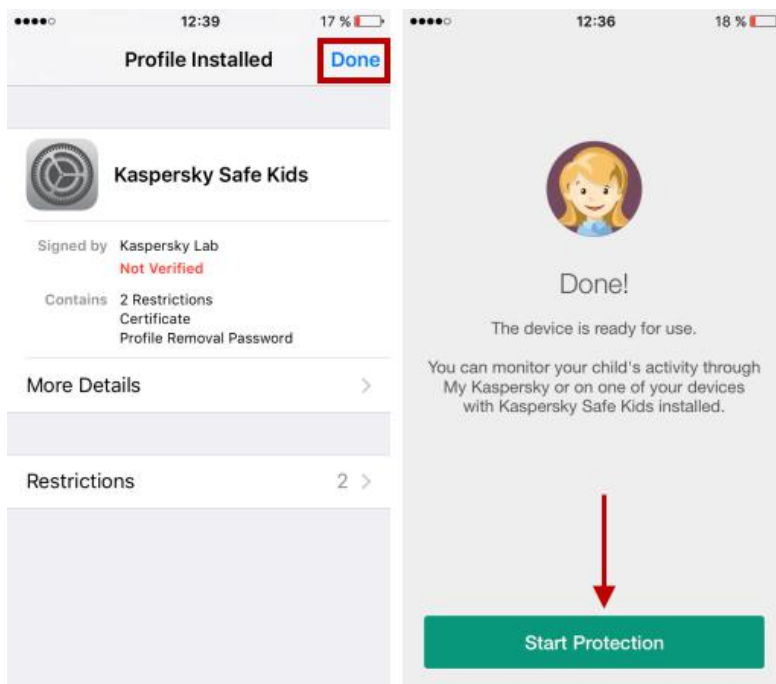 12:39
17 %
Profile Installed
Done
Kaspersky Safe Kids
Signed by Kaspersky Lab
Not Verified
Contains 2 Restrictions
Certificate
Profile Removal Password
More Details
Restrictions 2
12:36
18 %
Done!
The device is ready for use.
You can monitor your child's activity through
My Kaspersky or on one of your devices
with Kaspersky Safe Kids installed.
Start Protection